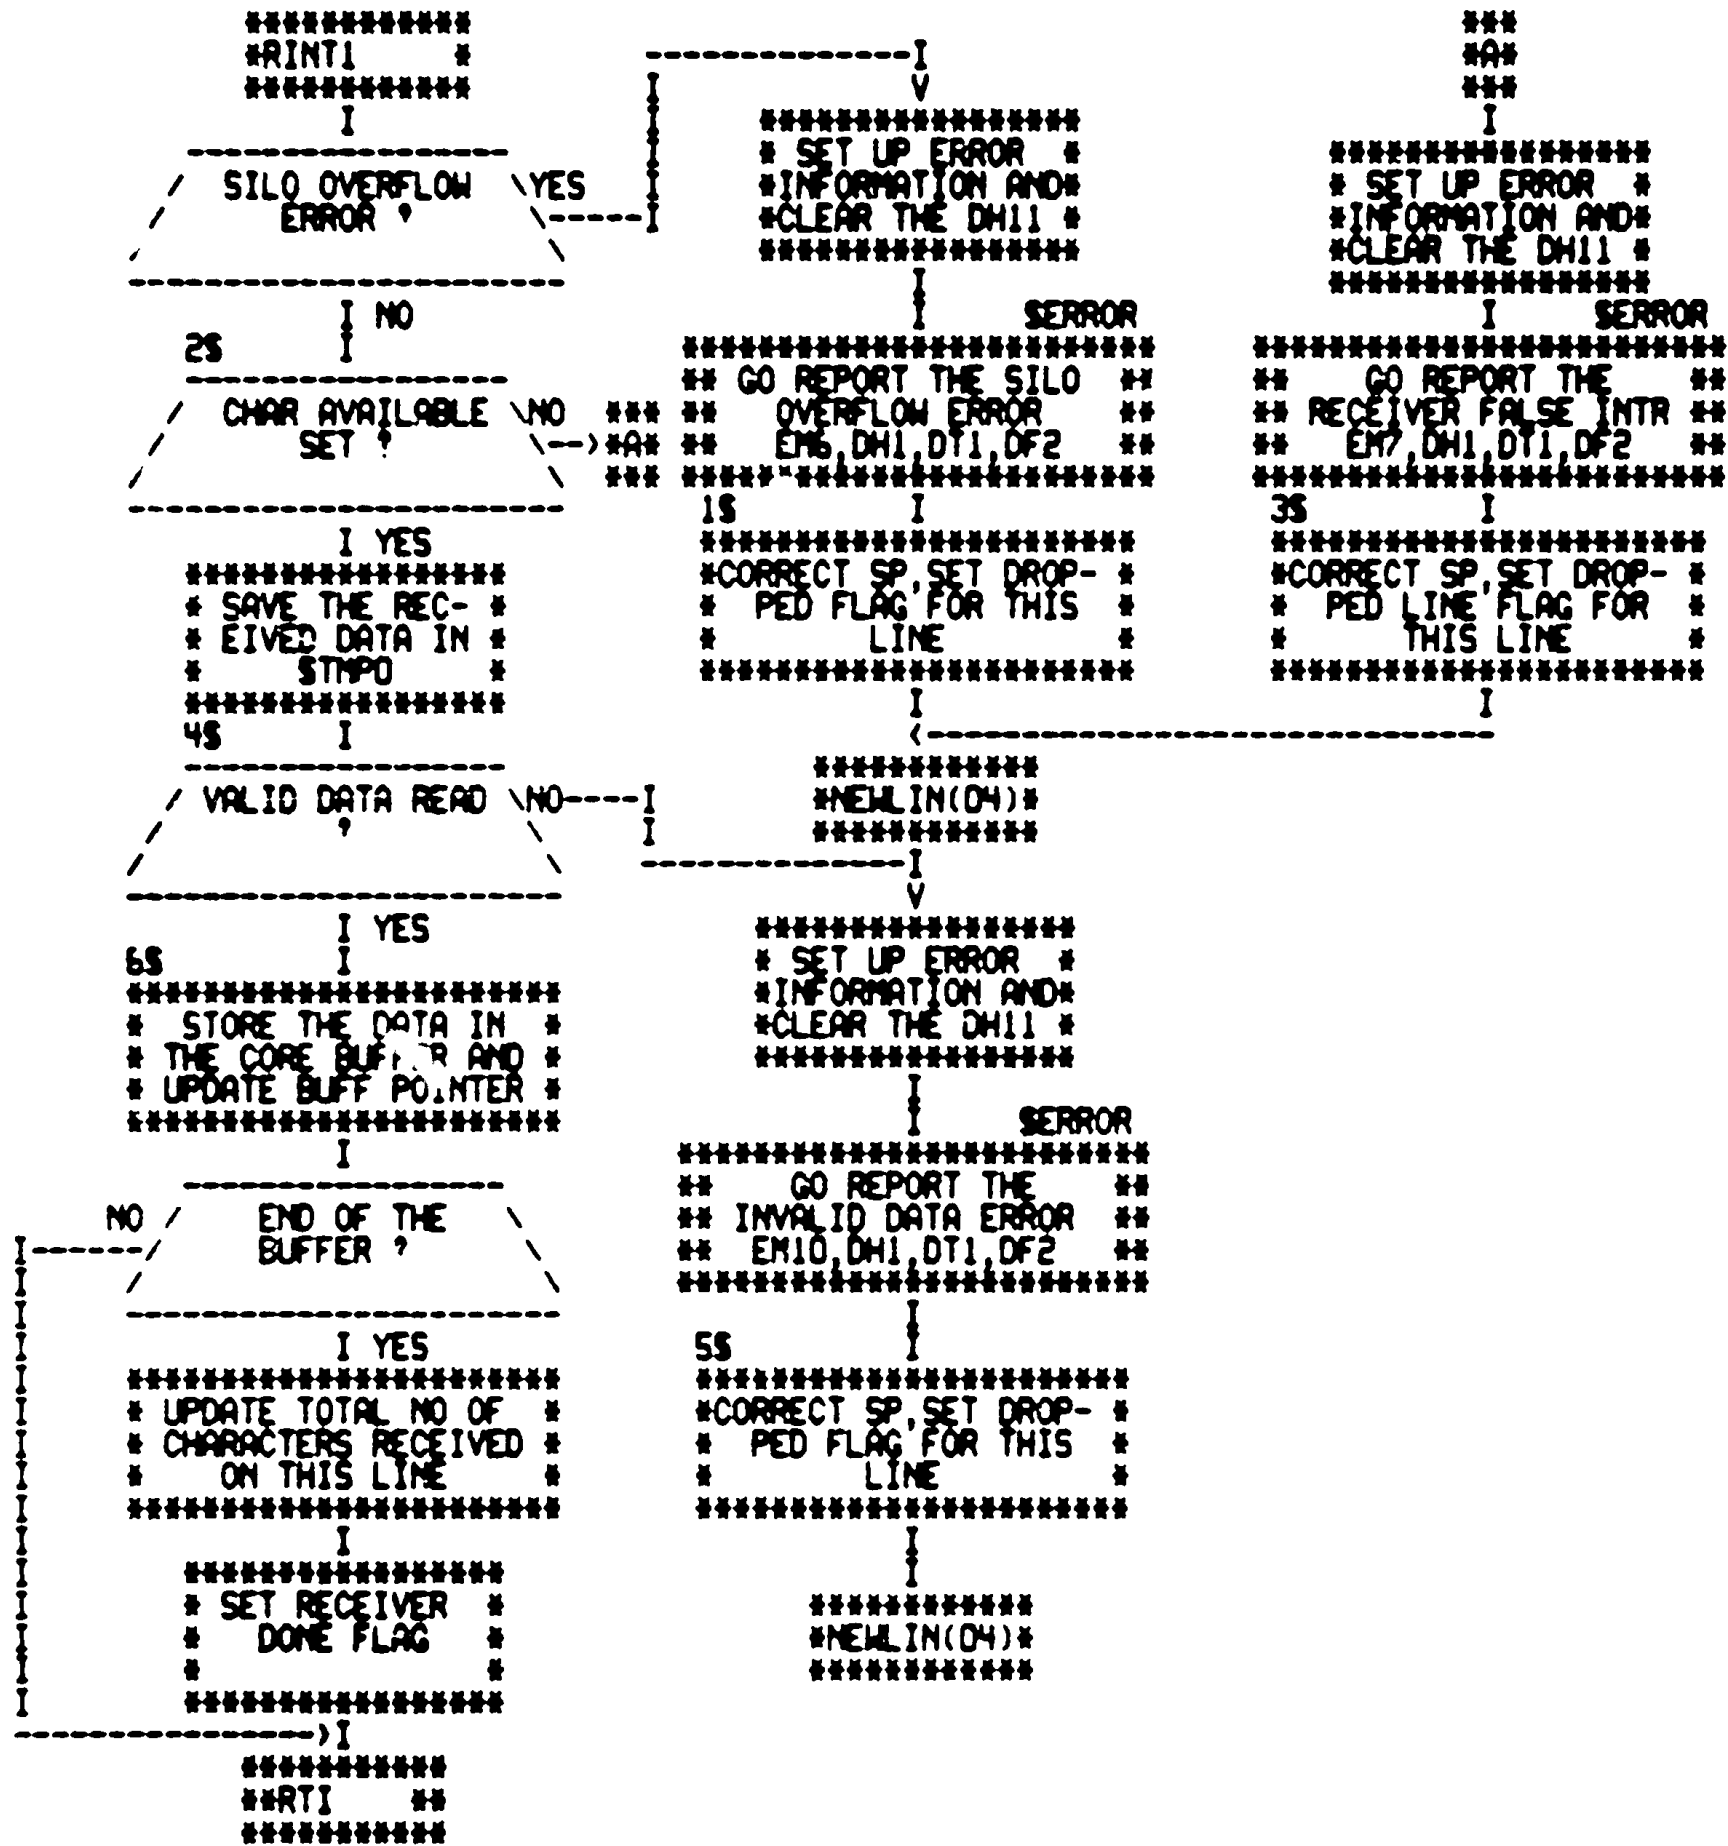 RINT1
SILO OVERFLOW
ERROR ?
YES
NO
2$
CHAR AVAILABLE
SET ?
NO
A
YES
SAVE THE REC-
EIVED DATA IN
$TMP0
4$
VALID DATA READ
?
NO
YES
6$
STORE THE DATA IN
THE CORE BUFFER AND
UPDATE BUFF POINTER
END OF THE
BUFFER ?
NO
YES
UPDATE TOTAL NO OF
CHARACTERS RECEIVED
ON THIS LINE
SET RECEIVER
DONE FLAG
RTI
SET UP ERROR
INFORMATION AND
CLEAR THE DH11
$ERROR
GO REPORT THE SILO
OVERFLOW ERROR
EM6,DH1,DT1,DF2
1$
CORRECT SP,SET DROP-
PED FLAG FOR THIS
LINE
NEWLIN(D4)
SET UP ERROR
INFORMATION AND
CLEAR THE DH11
$ERROR
GO REPORT THE
INVALID DATA ERROR
EM10,DH1,DT1,DF2
5$
CORRECT SP,SET DROP-
PED FLAG FOR THIS
LINE
NEWLIN(D4)
A
SET UP ERROR
INFORMATION AND
CLEAR THE DH11
$ERROR
GO REPORT THE
RECEIVER FALSE INTR
EM7,DH1,DT1,DF2
3$
CORRECT SP,SET DROP-
PED LINE FLAG FOR
THIS LINE